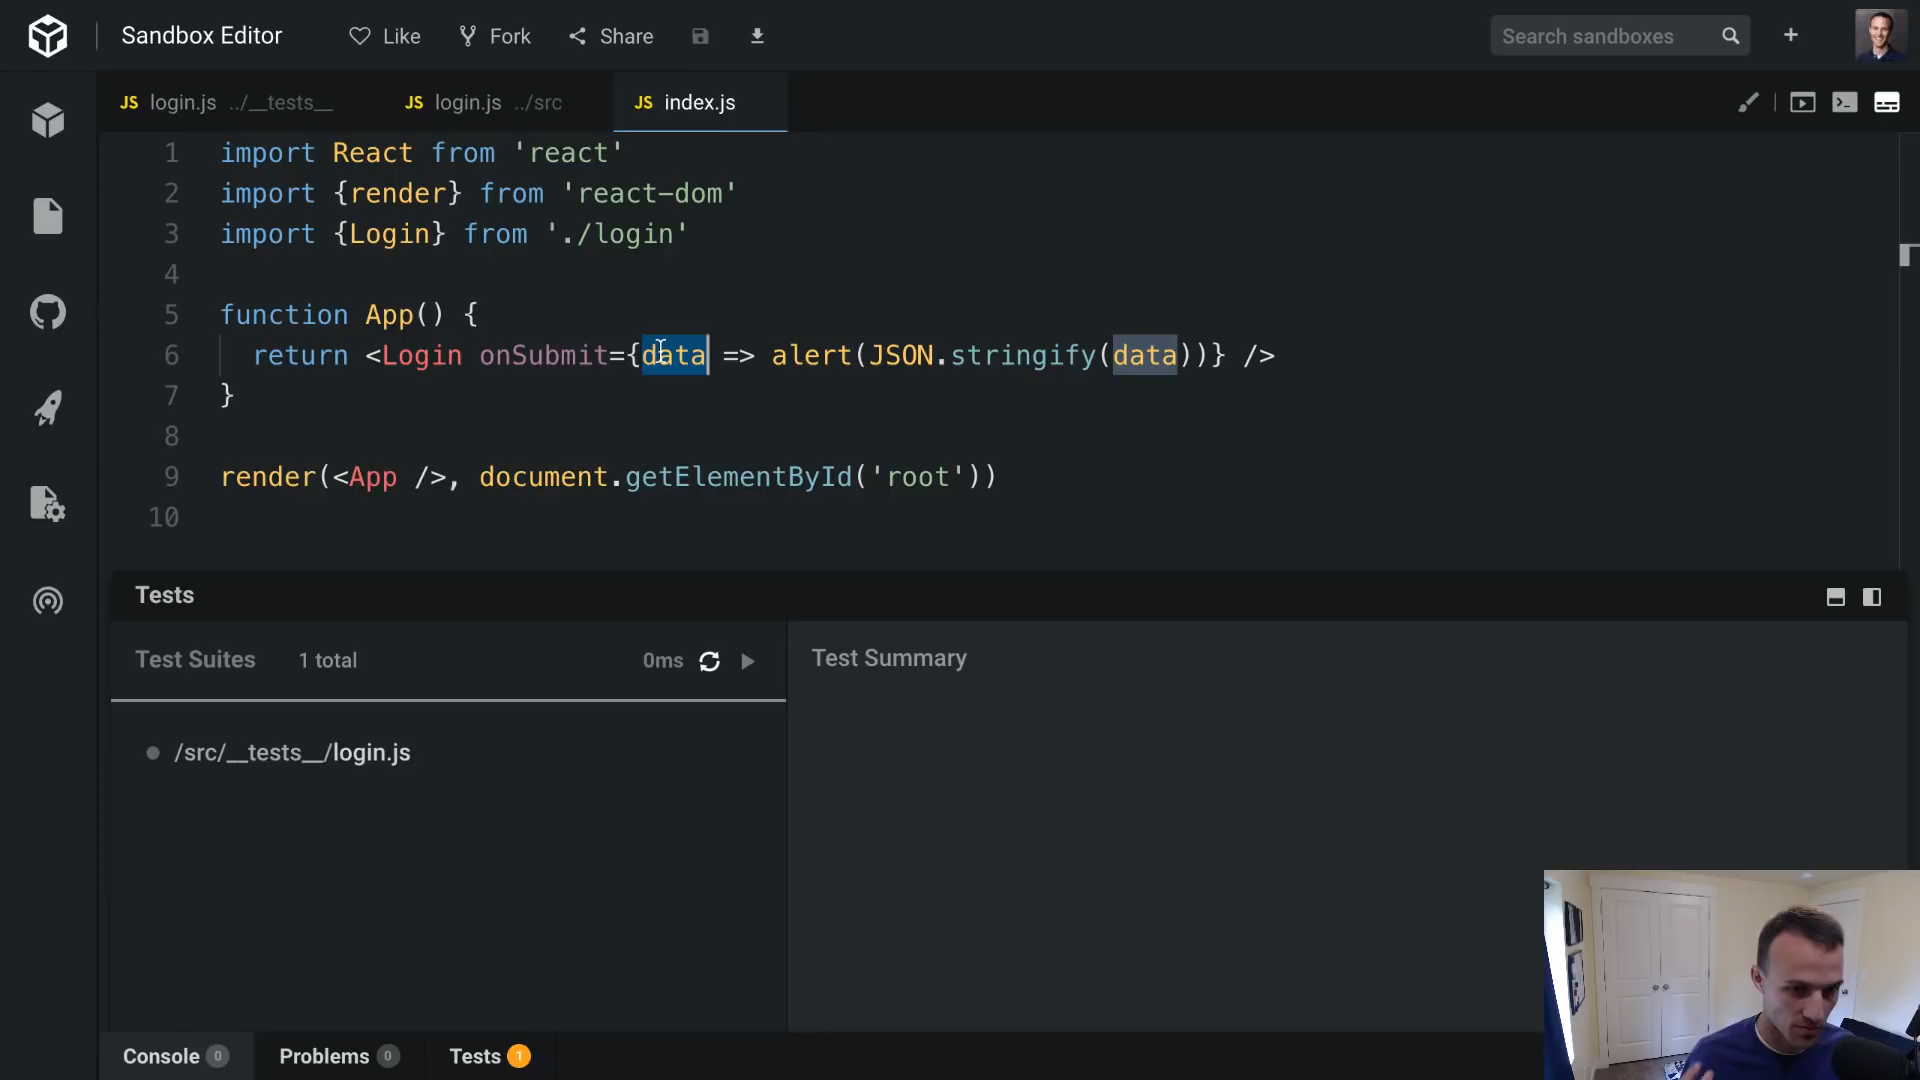 Sandbox Editor Like Fork Share Search sandboxes
JS login.js ../__tests__ JS login.js ../src JS index.js
1 import React from 'react'
2 import {render} from 'react-dom'
3 import {Login} from './login'
4
5 function App() {
6 return <Login onSubmit={data => alert(JSON.stringify(data))} />
7 }
8
9 render(<App />, document.getElementById('root'))
10
Tests
Test Suites 1 total 0ms
Test Summary
/src/__tests__/login.js
Console 0 Problems 0 Tests 1